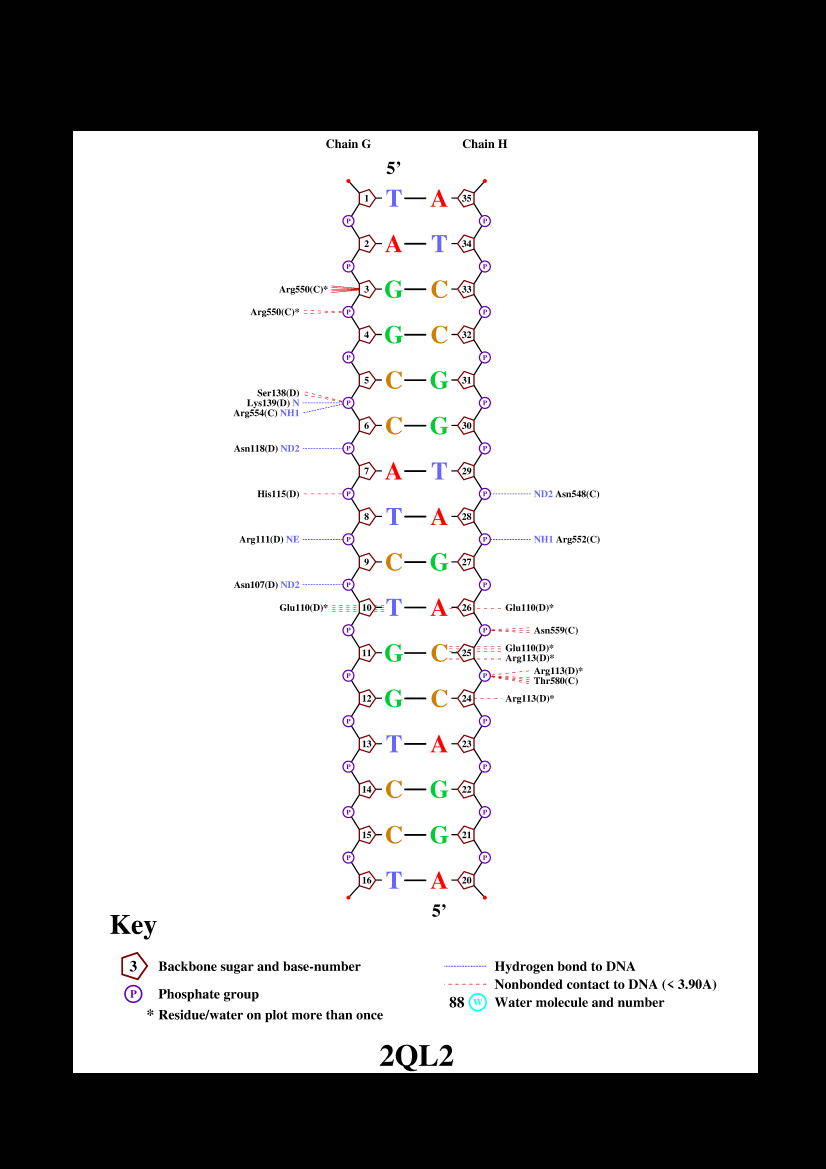 Chain G Chain H
5’
1 T A 35
P P
2 A T 34
P P
Arg550(C)* 3 G C 33
Arg550(C)* P P
4 G C 32
P P
5 C G 31
Ser138(D)
Lys139(D) N P P
Arg554(C) NH1
6 C G 30
Asn118(D) ND2 P P
7 A T 29
His115(D) P P ND2 Asn548(C)
8 T A 28
Arg111(D) NE P P NH1 Arg552(C)
9 C G 27
Asn107(D) ND2 P P
Glu110(D)* 10 T A 26 Glu110(D)*
P P Asn559(C)
Glu110(D)*
11 G C 25
Arg113(D)*
Arg113(D)*
P P
Thr580(C)
12 G C 24 Arg113(D)*
P P
13 T A 23
P P
14 C G 22
P P
15 C G 21
P P
16 T A 20
5’
Key
3 Backbone sugar and base-number
P Phosphate group
* Residue/water on plot more than once
Hydrogen bond to DNA
Nonbonded contact to DNA (< 3.90A)
88 W Water molecule and number
2QL2